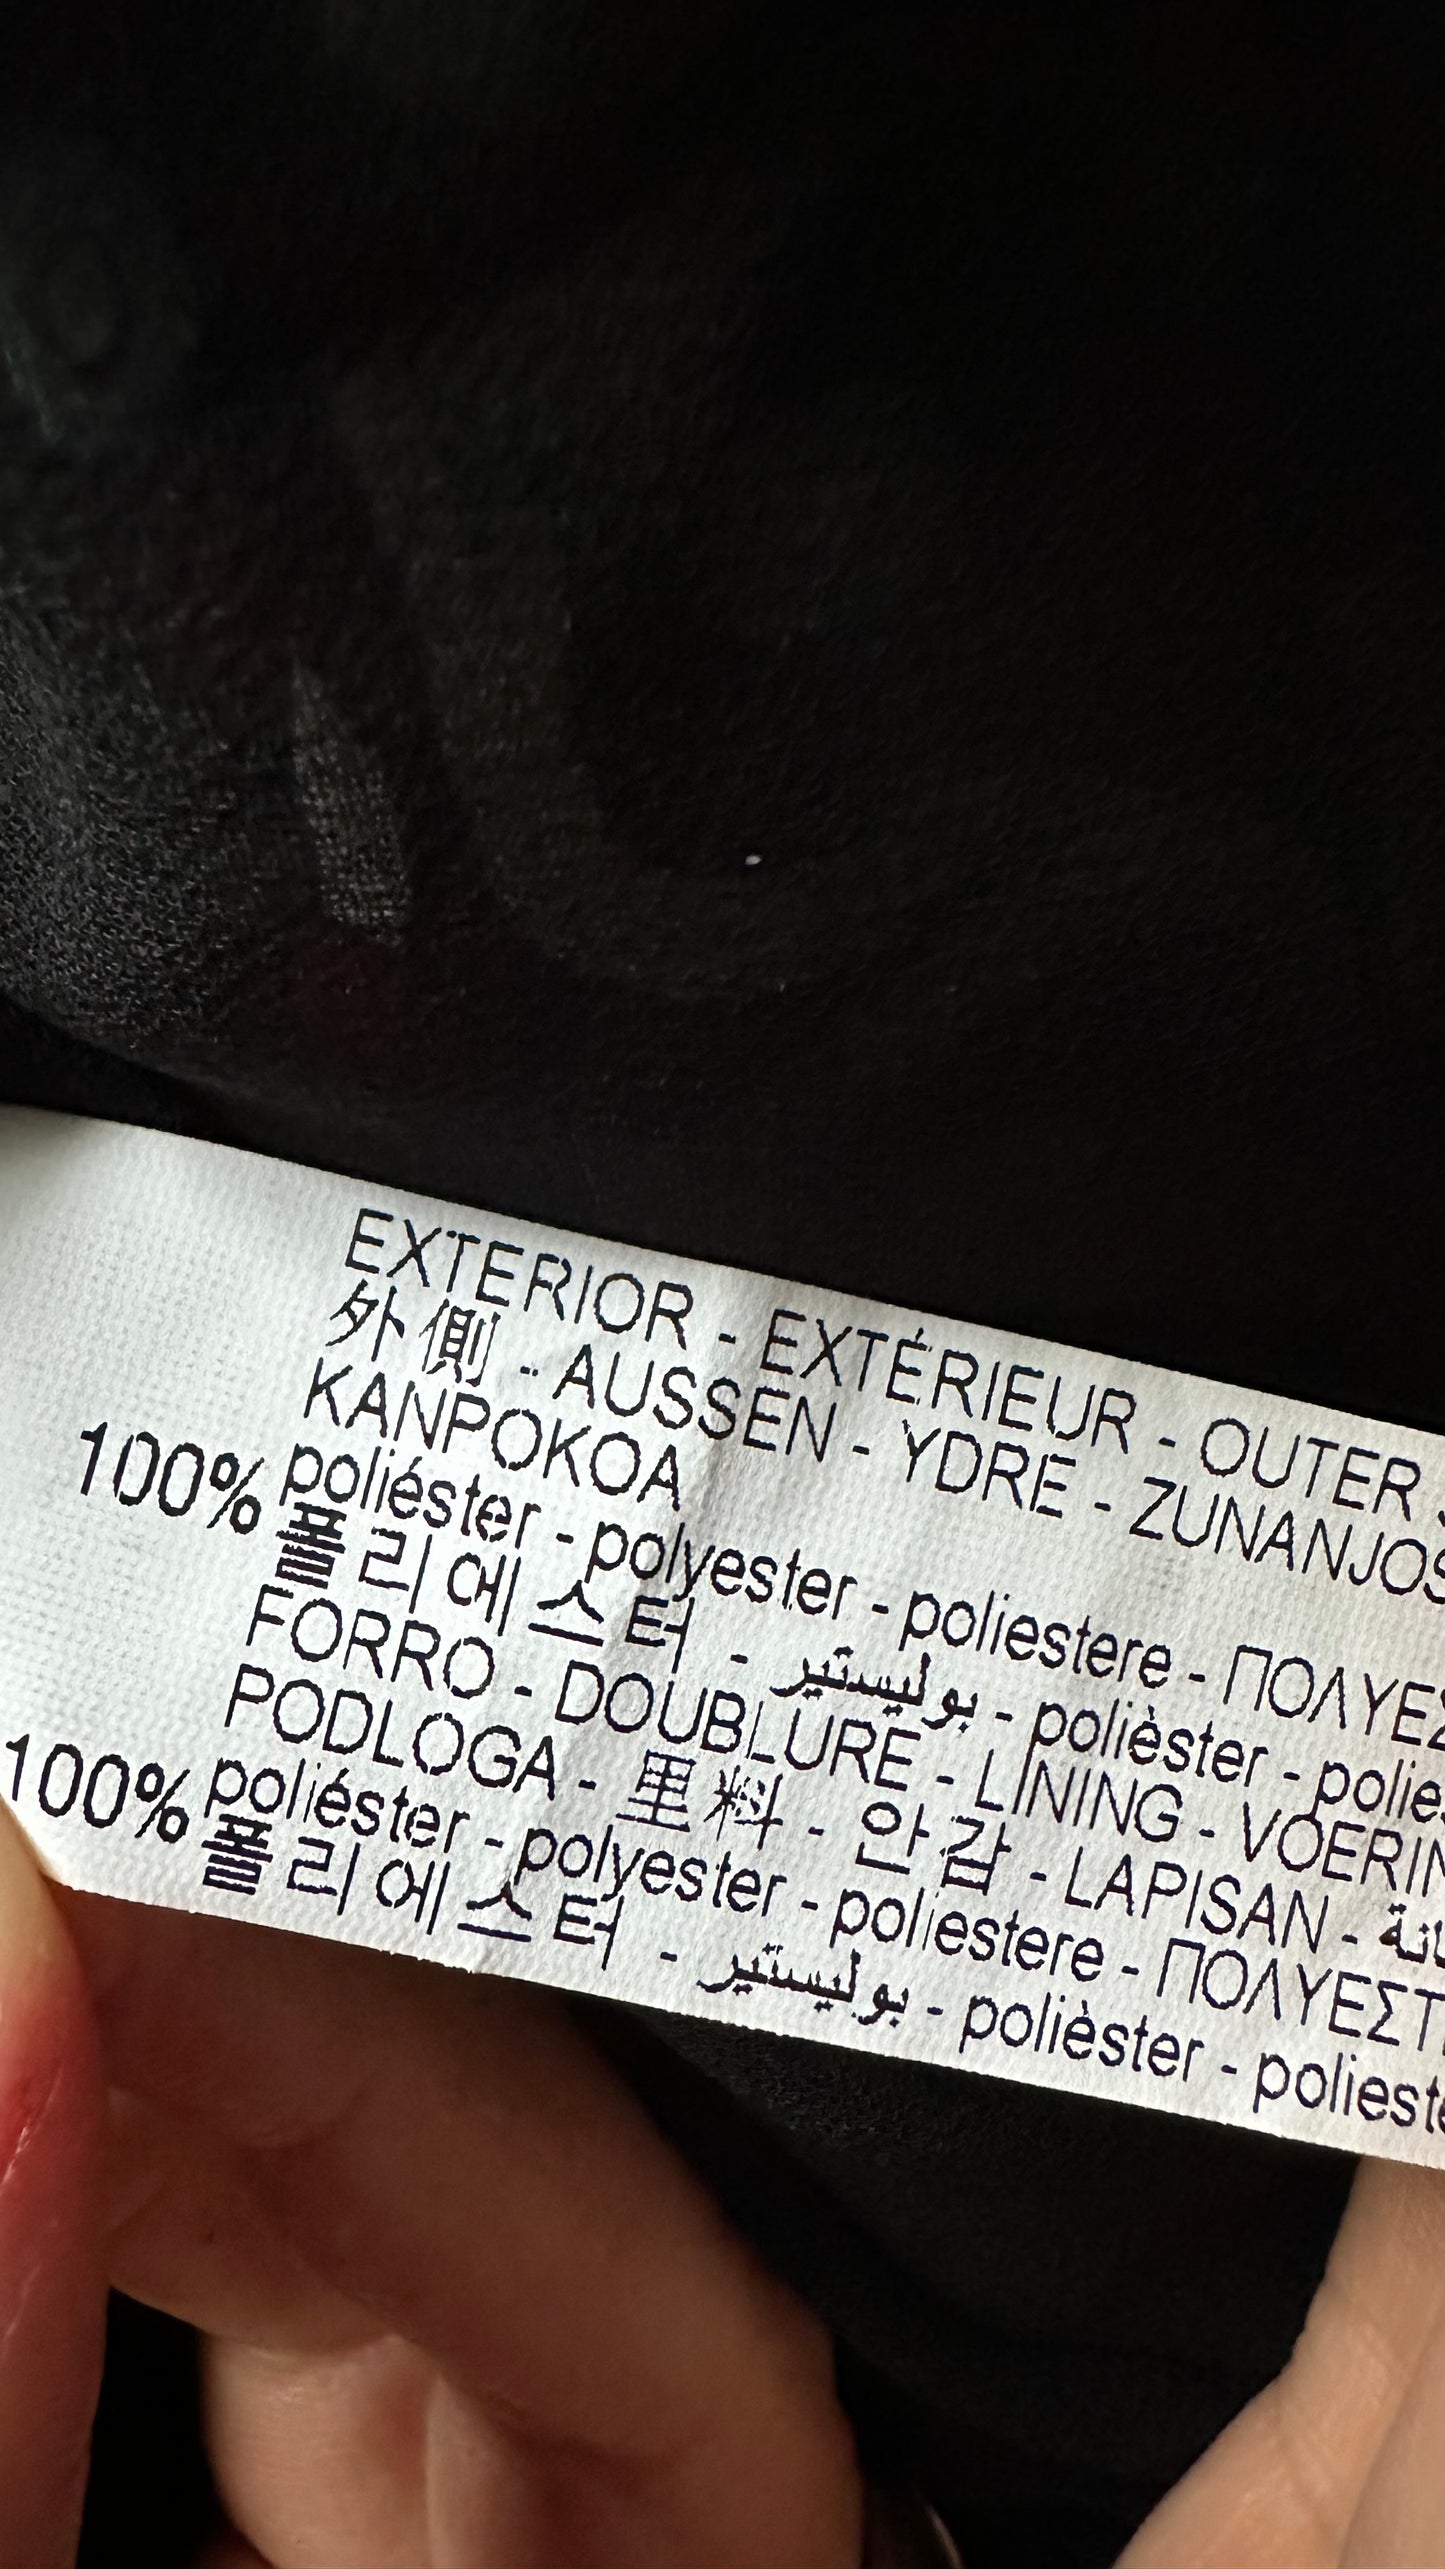 EXTERIOR - EXTÉRIEUR - OUTER
外側 - AUSSEN - YDRE - ZUNANJOS
KANPOKOA
100% poliéster - polyester - poliestere - ΠΟΛΥΕΣ
폴리에스터 - بوليستير - polièster - polies
FORRO - DOUBLURE - LINING - VOERIN
PODLOGA - 里料 - 안감 - LAPISAN -
100% poliéster - polyester - poliestere - ΠΟΛΥΕΣΤ
폴리에스터 - بوليستير - polièster - polieste